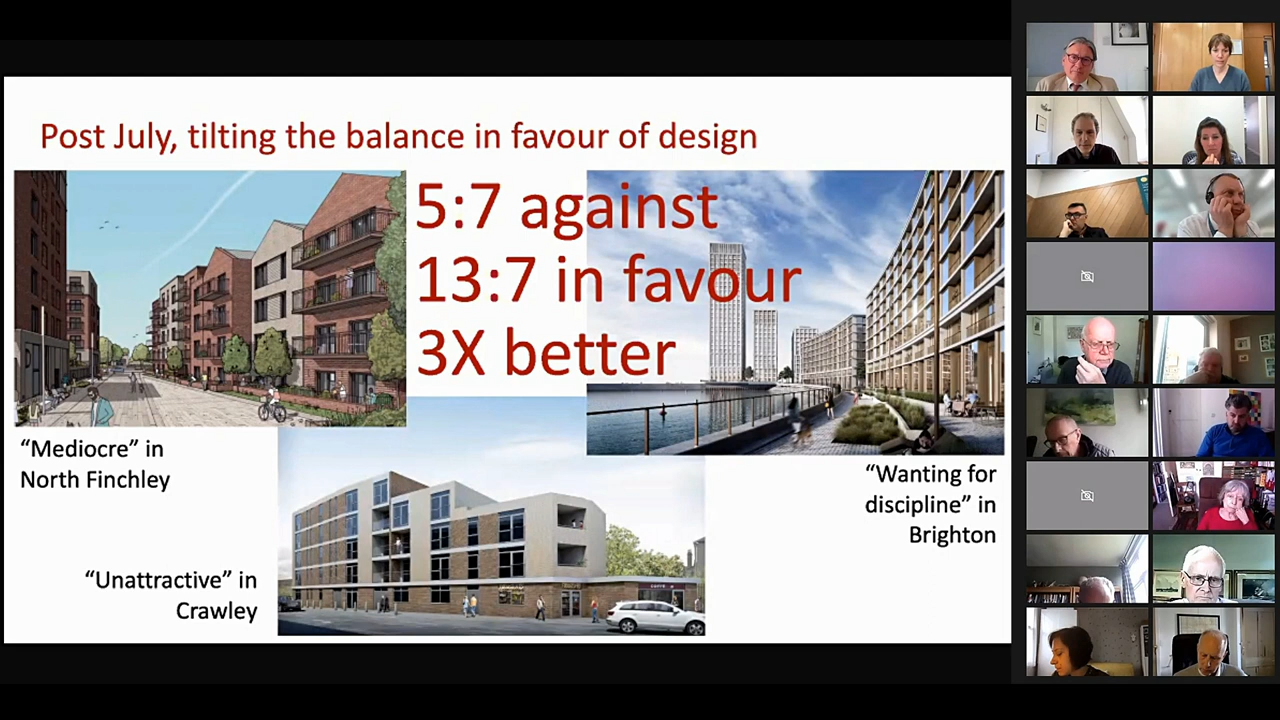 Post July, tilting the balance in favour of design
5:7 against
13:7 in favour
3X better
“Mediocre” in
North Finchley
“Wanting for
discipline” in
Brighton
“Unattractive” in
Crawley